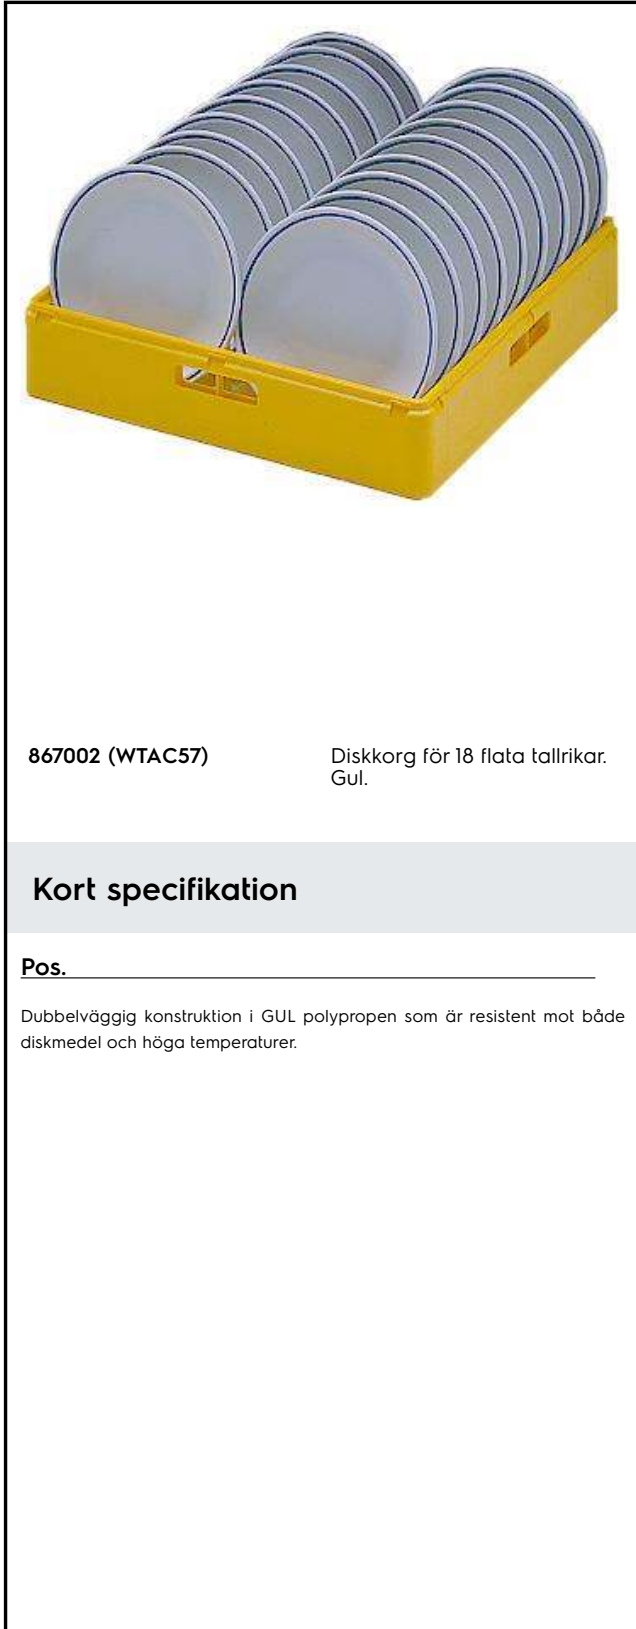 867002 (WTAC57)
Diskkorg för 18 flata tallrikar.
Gul.
Kort specifikation
Pos.
Dubbelväggig konstruktion i GUL polypropen som är resistent mot både
diskmedel och höga temperaturer.